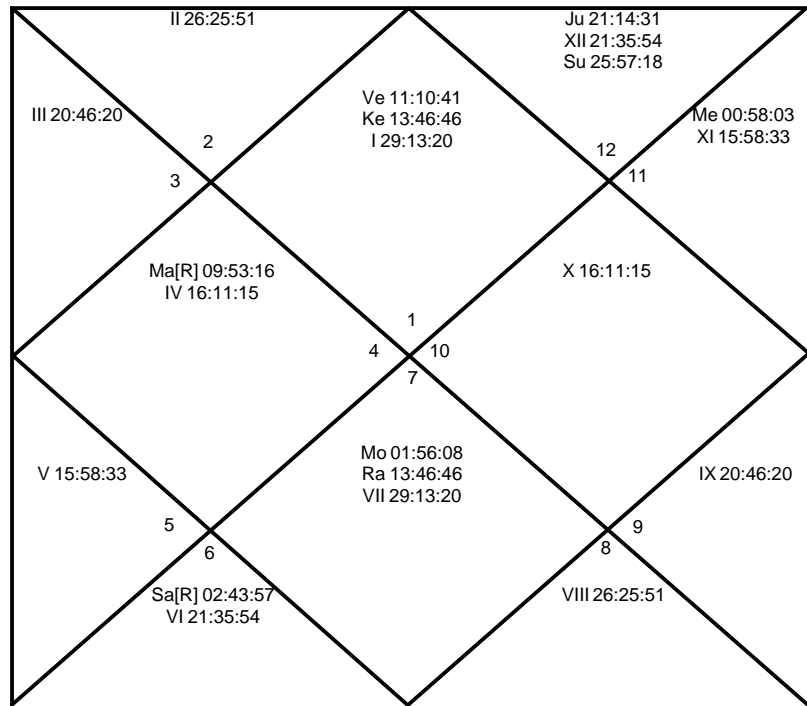 II 26:25:51
Ju 21:14:31
XII 21:35:54
Su 25:57:18
III 20:46:20
Ve 11:10:41
Ke 13:46:46
I 29:13:20
Me 00:58:03
XI 15:58:33
2
12
3
11
Ma[R] 09:53:16
IV 16:11:15
X 16:11:15
1
4
10
7
V 15:58:33
Mo 01:56:08
Ra 13:46:46
VII 29:13:20
IX 20:46:20
5
9
6
8
Sa[R] 02:43:57
VI 21:35:54
VIII 26:25:51